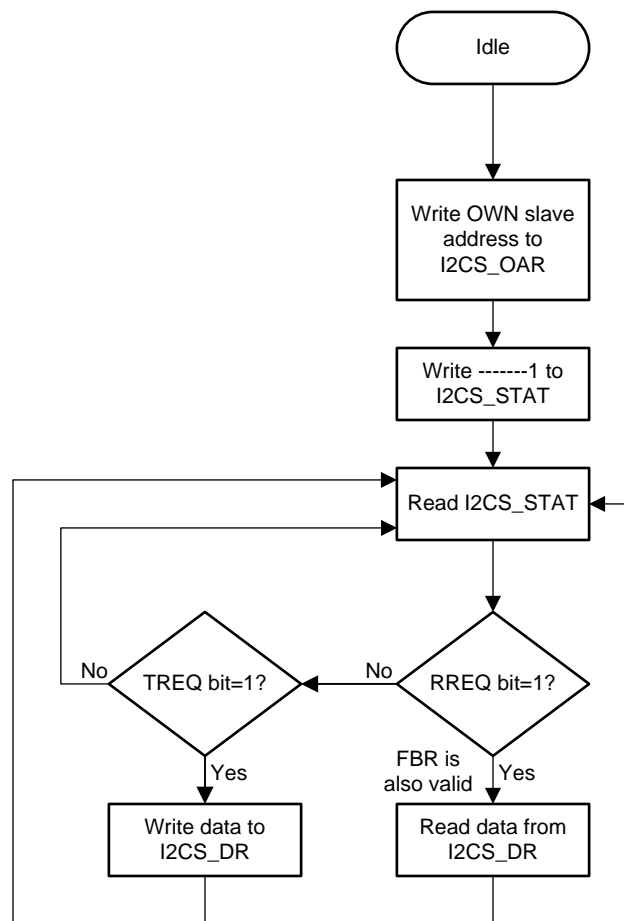 Idle
Write OWN slave
address to
I2CS_OAR
Write -------1 to
I2CS_STAT
Read I2CS_STAT
No
TREQ bit=1?
No
RREQ bit=1?
Yes
FBR is
also valid
Yes
Write data to
I2CS_DR
Read data from
I2CS_DR